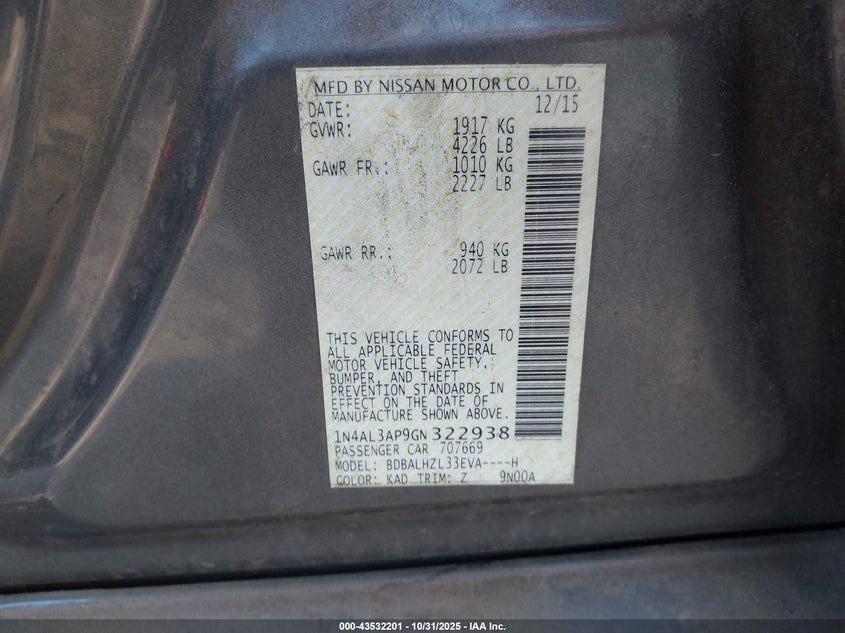 MFD BY NISSAN MOTOR CO., LTD.
DATE: 12/15
GVWR: 1917 KG
4226 LB
GAWR FR.: 1010 KG
2227 LB
GAWR RR.: 940 KG
2072 LB
THIS VEHICLE CONFORMS TO
ALL APPLICABLE FEDERAL
MOTOR VEHICLE SAFETY,
BUMPER, AND THEFT
PREVENTION STANDARDS IN
EFFECT ON THE DATE OF
MANUFACTURE SHOWN ABOVE.
1N4AL3AP9GN322938
PASSENGER CAR 707669
MODEL: BDBALHZL33EVA----H
COLOR: KAD TRIM: Z 9N00A
000-43532201 - 10/31/2025 - IAA Inc.